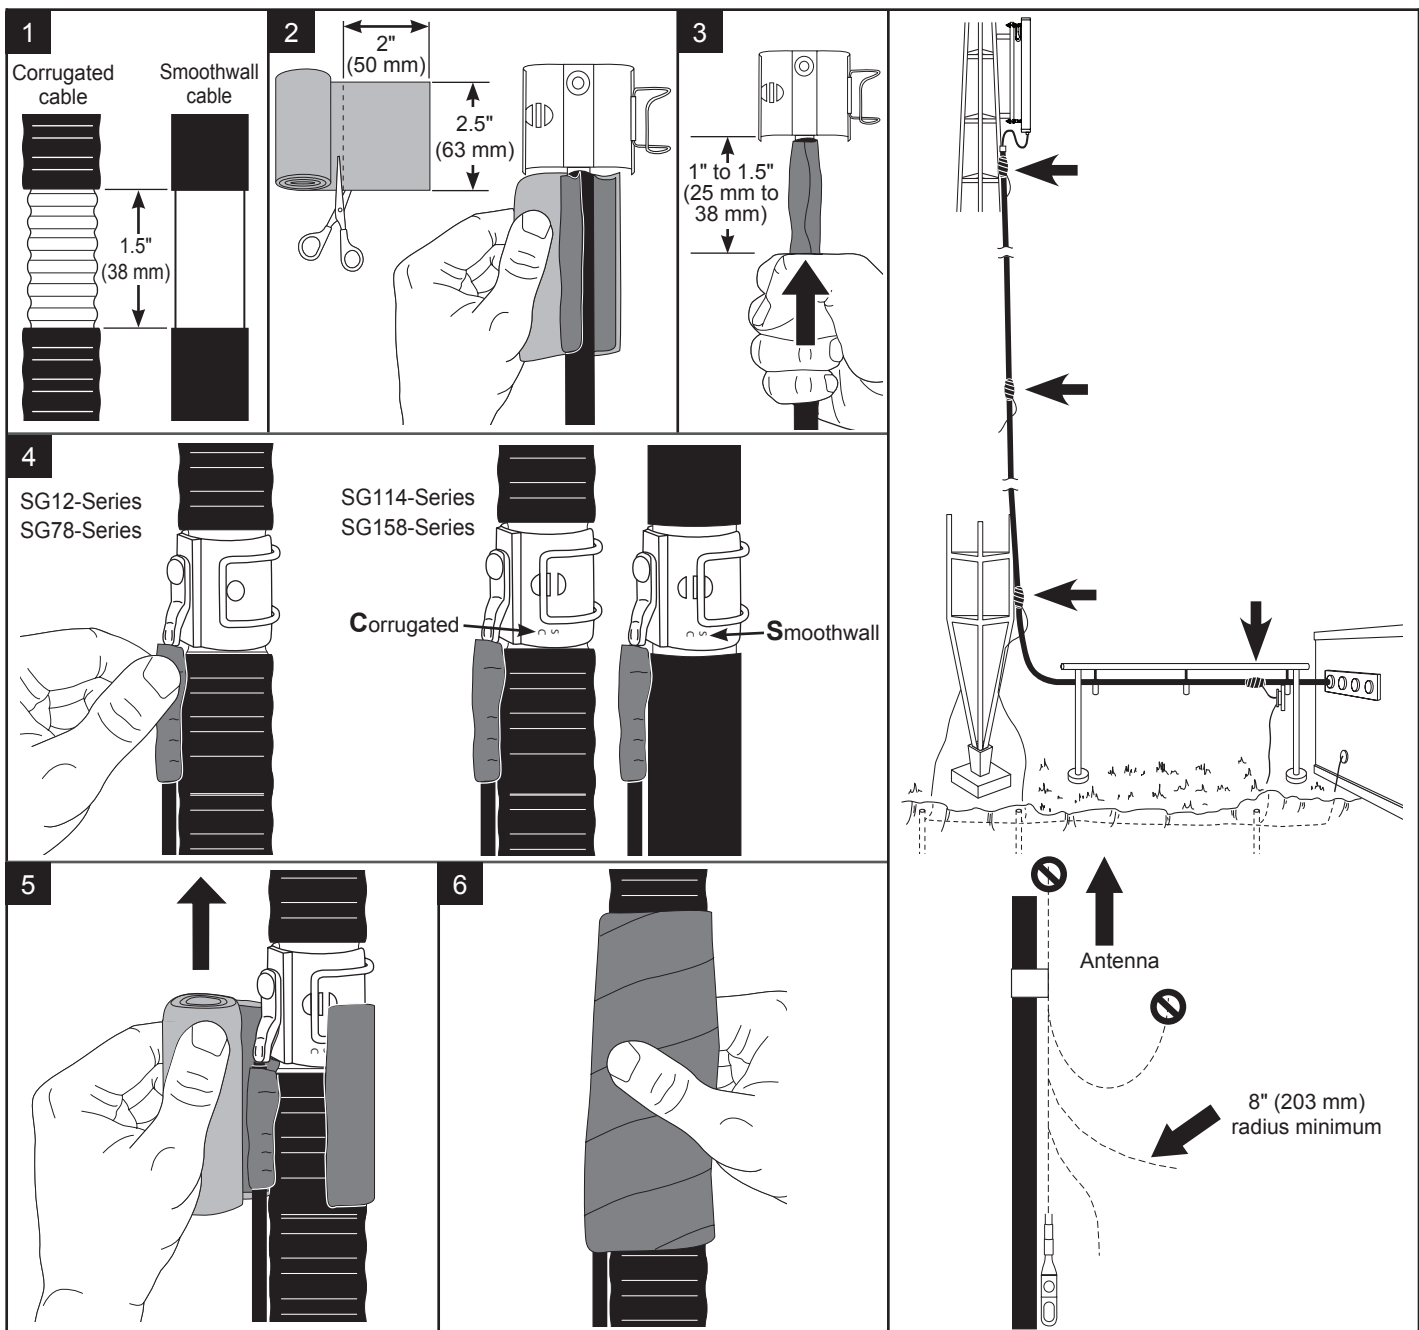 1
Corrugated
cable
Smoothwall
cable
1.5"
(38 mm)
2
2"
(50 mm)
2.5"
(63 mm)
3
1" to 1.5"
(25 mm to
38 mm)
4
SG12-Series
SG78-Series
SG114-Series
SG158-Series
Corrugated
C S
C S
Smoothwall
5
C
6
Antenna
8" (203 mm)
radius minimum